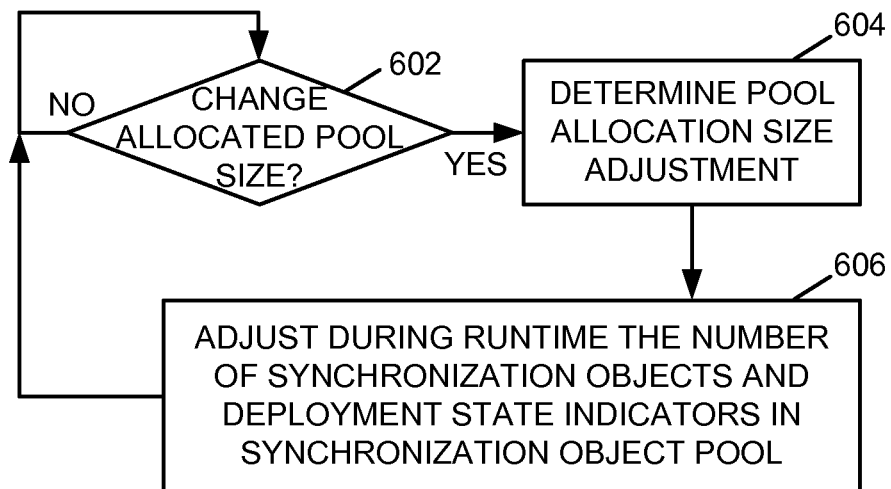 602
CHANGE
ALLOCATED POOL
SIZE?
NO
YES
604
DETERMINE POOL
ALLOCATION SIZE
ADJUSTMENT
606
ADJUST DURING RUNTIME THE NUMBER
OF SYNCHRONIZATION OBJECTS AND
DEPLOYMENT STATE INDICATORS IN
SYNCHRONIZATION OBJECT POOL